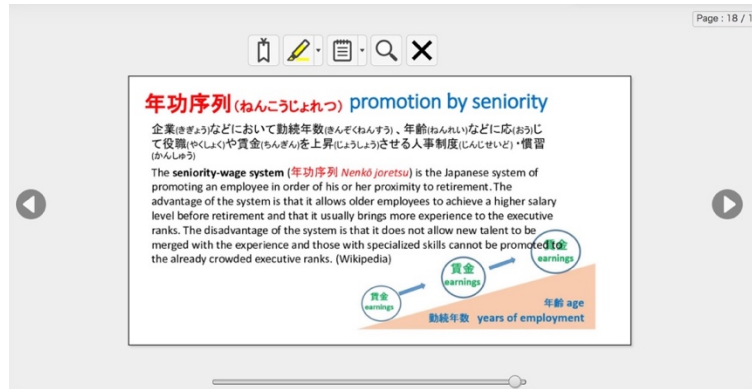 Page : 18 / 1
年功序列(ねんこうじょれつ) promotion by seniority
企業(きぎょう)などにおいて勤続年数(きんぞくねんすう)、年齢(ねんれい)などに応(おう)じ
て役職(やくしょく)や賃金(ちんぎん)を上昇(じょうしょう)させる人事制度(じんじせいど)・慣習
(かんしゅう)
The seniority-wage system (年功序列 Nenkō joretsu) is the Japanese system of
promoting an employee in order of his or her proximity to retirement. The
advantage of the system is that it allows older employees to achieve a higher salary
level before retirement and that it usually brings more experience to the executive
ranks. The disadvantage of the system is that it does not allow new talent to be
merged with the experience and those with specialized skills cannot be promoted to
the already crowded executive ranks. (Wikipedia)
賃金
earnings
賃金
earnings
賃金
earnings
年齢 age
勤続年数 years of employment